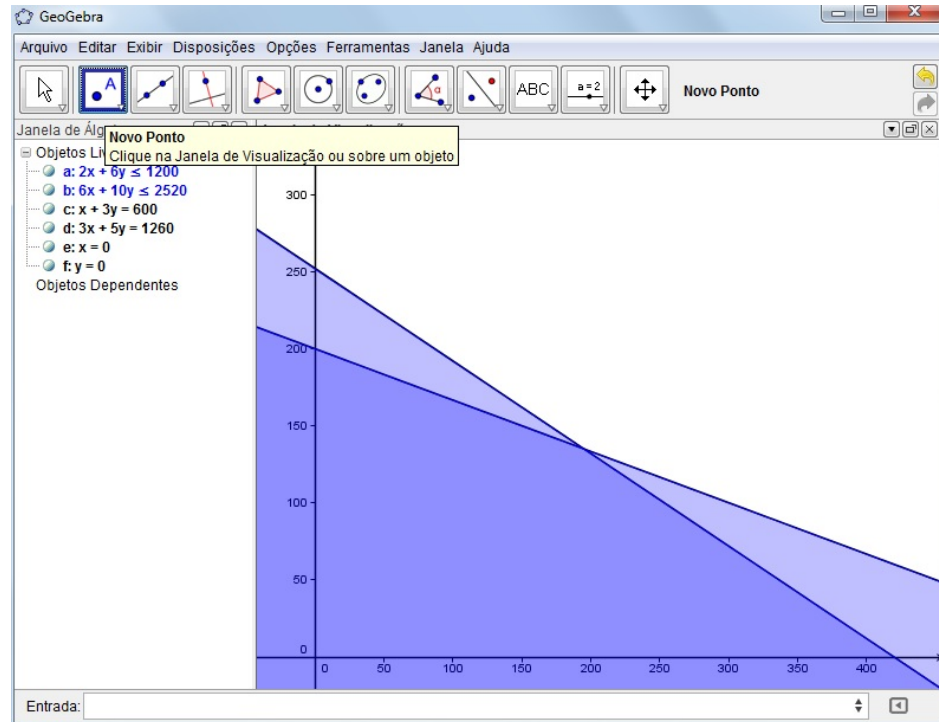 GeoGebra
Arquivo Editar Exibir Disposições Opções Ferramentas Janela Ajuda
A
α
ABC
a=2
Novo Ponto
Janela de
Novo Ponto
Clique na Janela de Visualização ou sobre um objeto
Objetos
a: 2x + 6y ≤ 1200
b: 6x + 10y ≤ 2520
c: x + 3y = 600
d: 3x + 5y = 1260
e: x = 0
f: y = 0
Objetos Dependentes
300
250
200
150
100
50
0
0 50 100 150 200 250 300 350 400
Entrada: